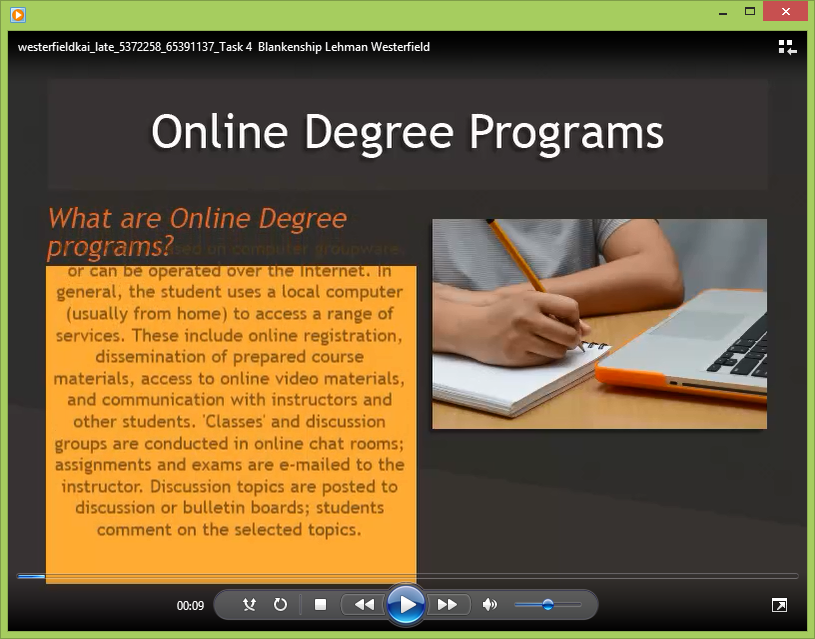 westerfieldkai_late_5372258_65391137_Task 4 Blankenship Lehman Westerfield
Online Degree Programs
What are Online Degree
programs?
based on computer groupware,
or can be operated over the Internet. In
general, the student uses a local computer
(usually from home) to access a range of
services. These include online registration,
dissemination of prepared course
materials, access to online video materials,
and communication with instructors and
other students. 'Classes' and discussion
groups are conducted in online chat rooms;
assignments and exams are e-mailed to the
instructor. Discussion topics are posted to
discussion or bulletin boards; students
comment on the selected topics.
00:09